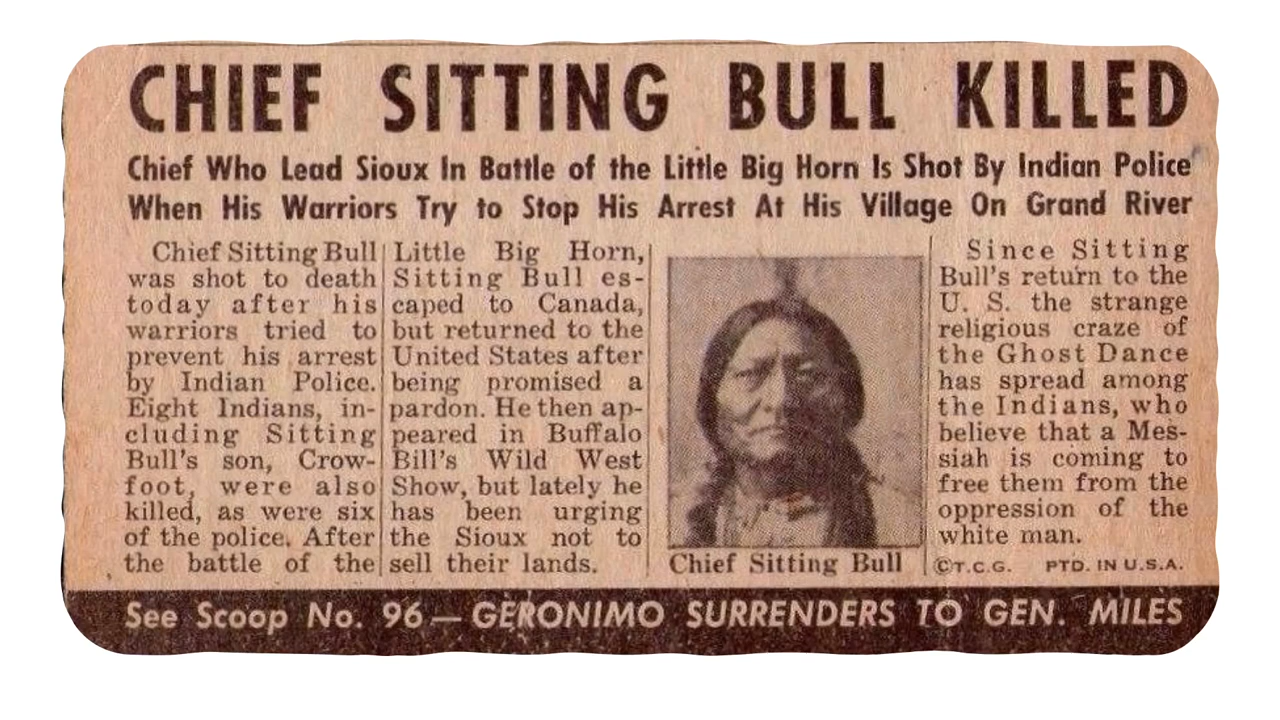 CHIEF SITTING BULL KILLED
Chief Who Lead Sioux In Battle of the Little Big Horn Is Shot By Indian Police
When His Warriors Try to Stop His Arrest At His Village On Grand River
Chief Sitting Bull
was shot to death
today after his
warriors tried to
prevent his arrest
by Indian Police.
Eight Indians, in-
cluding Sitting
Bull's son, Crow-
foot, were also
killed, as were six
of the police. After
the battle of the
Little Big Horn,
Sitting Bull es-
caped to Canada,
but returned to the
United States after
being promised a
pardon. He then ap-
peared in Buffalo
Bill's Wild West
Show, but lately he
has been urging
the Sioux not to
sell their lands.
Chief Sitting Bull
Since Sitting
Bull's return to the
U. S. the strange
religious craze of
the Ghost Dance
has spread among
the Indians, who
believe that a Mes-
siah is coming to
free them from the
oppression of the
white man.
©T.C.G. PTD. IN U.S.A.
See Scoop No. 96 — GERONIMO SURRENDERS TO GEN. MILES